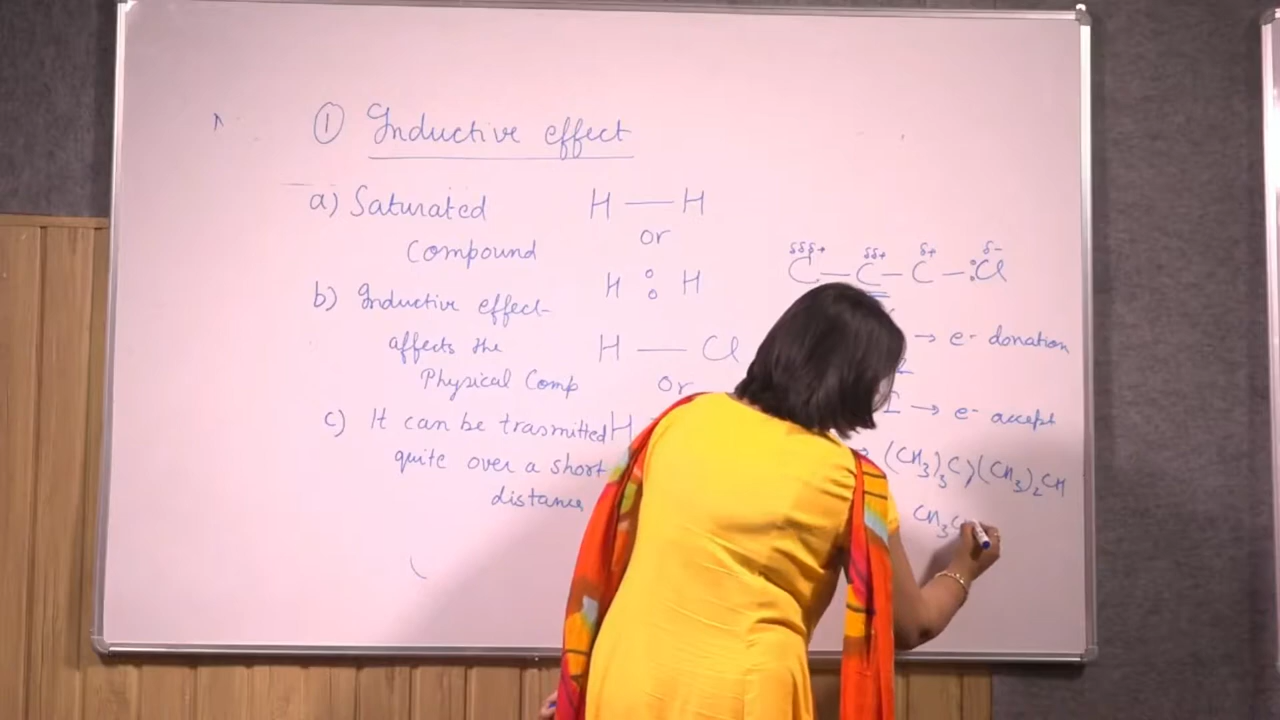 ① Inductive effect
a) Saturated
Compound
b) Inductive effect
affects the
Physical Comp
c) It can be trasmitted
quite over a short
distance
H — H
or
H : H
H — Cl
Or
H
δδδ+ δδ+ δ+ δ-
C — C — C — :Cl
→ e- donation
I → e- accept
→ (CH₃)₃C > (CH₃)₂CH
CH₃C